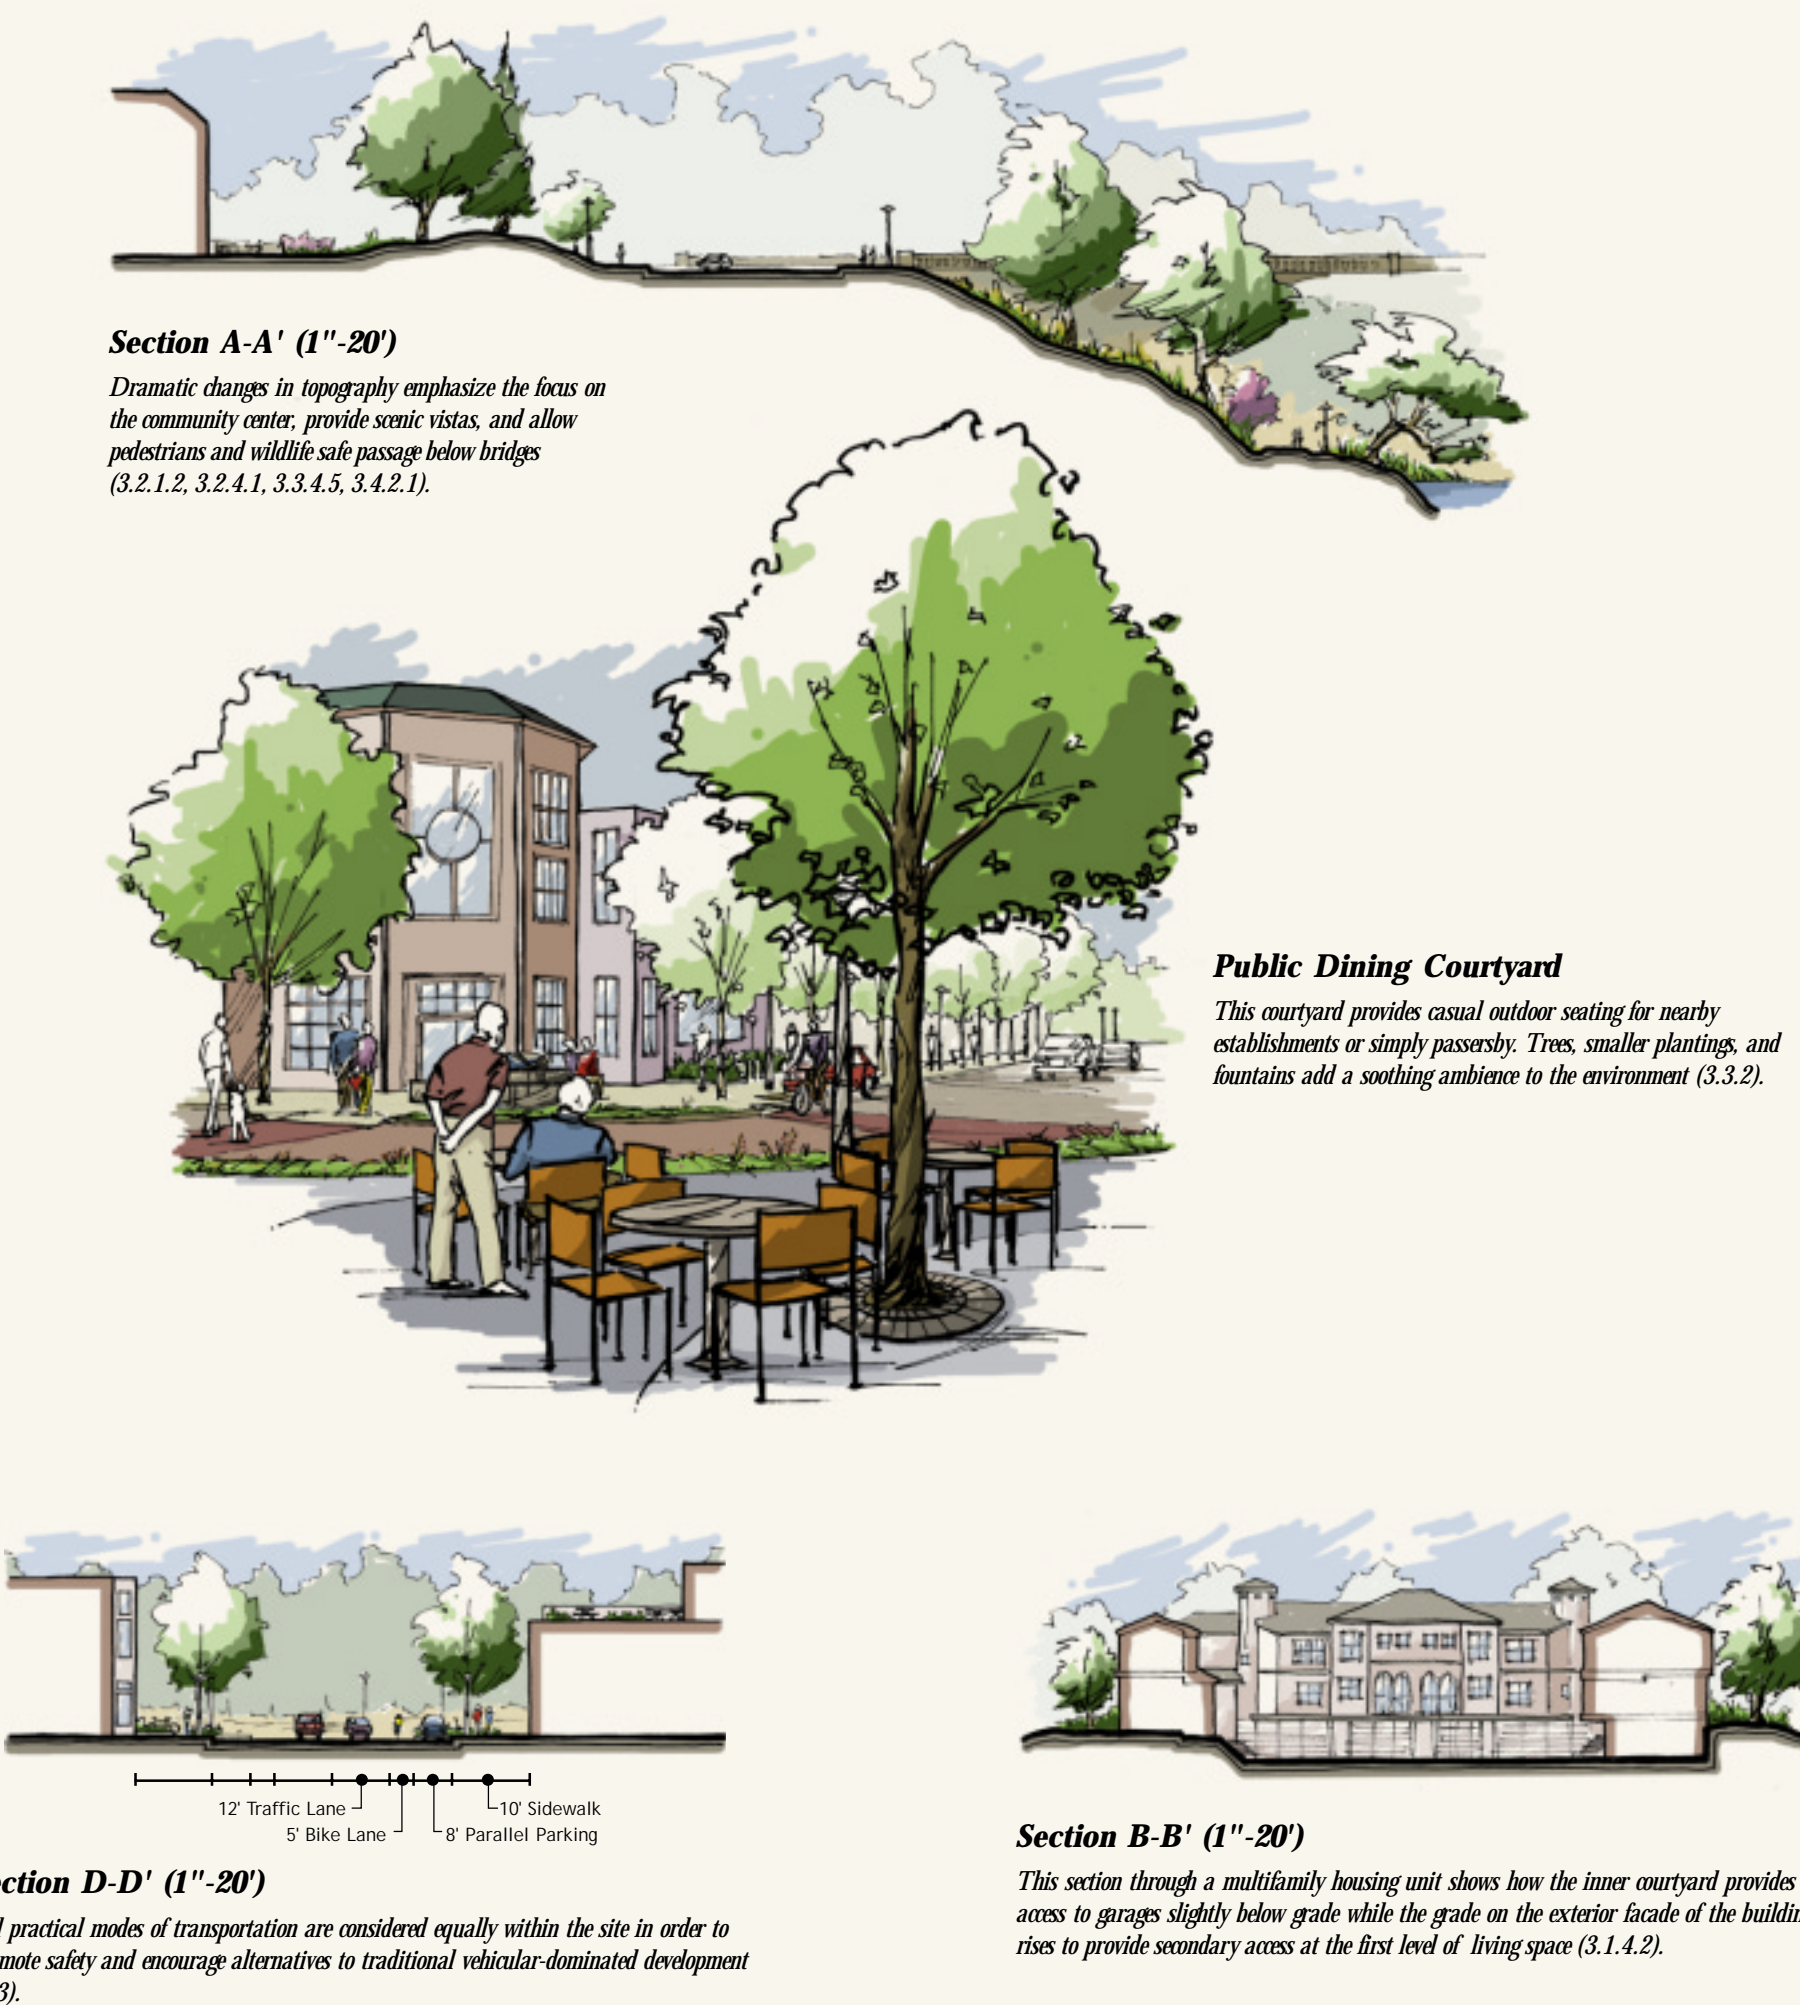 Section A-A' (1"-20')
Dramatic changes in topography emphasize the focus on
the community center, provide scenic vistas, and allow
pedestrians and wildlife safe passage below bridges
(3.2.1.2, 3.2.4.1, 3.3.4.5, 3.4.2.1).
Public Dining Courtyard
This courtyard provides casual outdoor seating for nearby
establishments or simply passersby. Trees, smaller plantings, and
fountains add a soothing ambience to the environment (3.3.2).
12' Traffic Lane
10' Sidewalk
5' Bike Lane
8' Parallel Parking
ction D-D' (1"-20')
l practical modes of transportation are considered equally within the site in order to
mote safety and encourage alternatives to traditional vehicular-dominated development
3).
Section B-B' (1"-20')
This section through a multifamily housing unit shows how the inner courtyard provides
access to garages slightly below grade while the grade on the exterior facade of the buildin
rises to provide secondary access at the first level of living space (3.1.4.2).